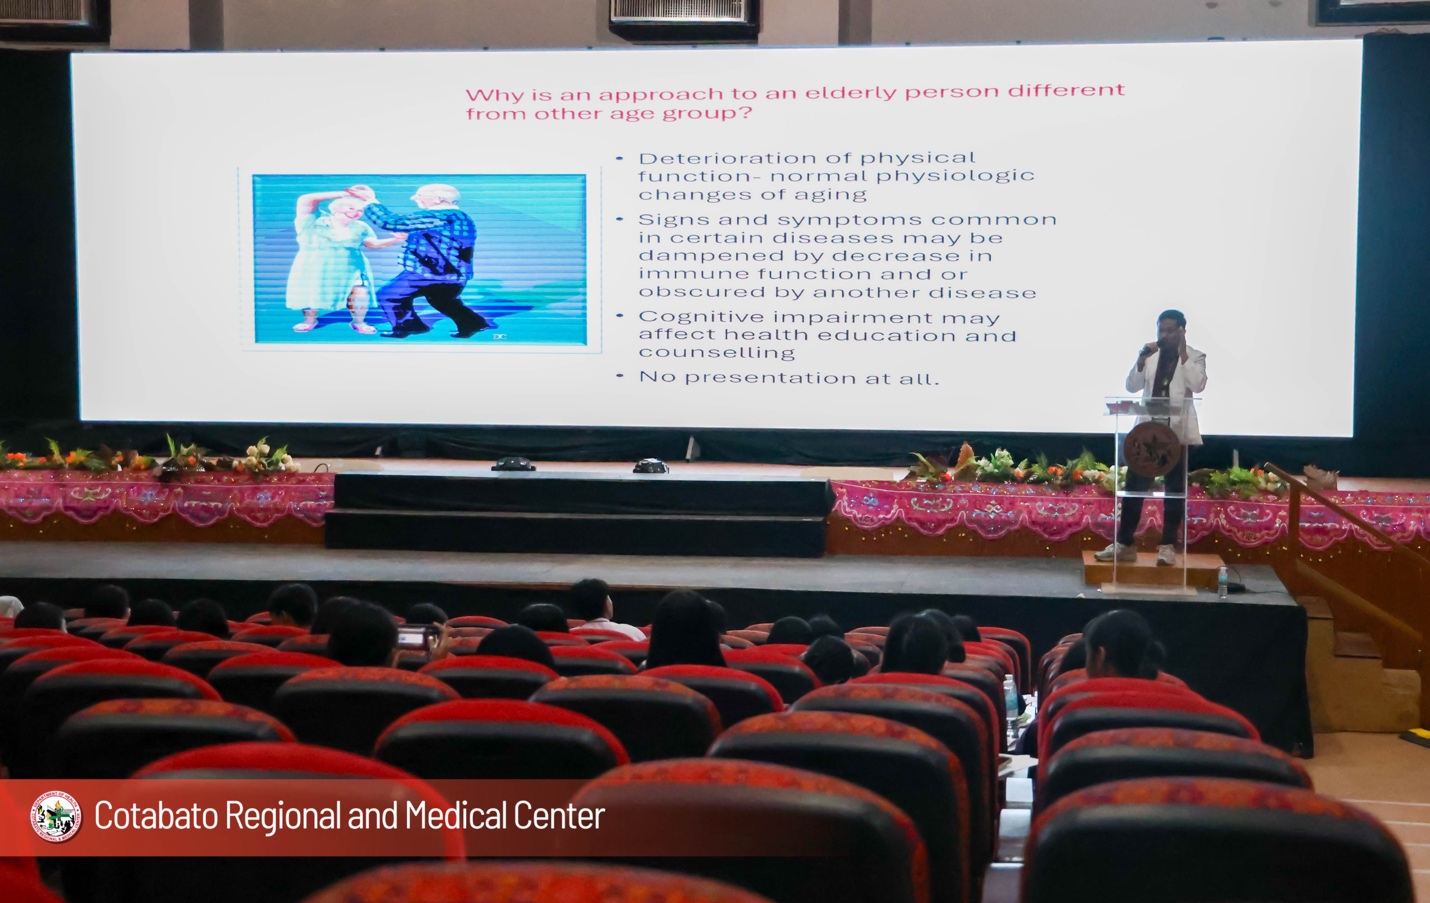 Why is an approach to an elderly person different
from other age group?
• Deterioration of physical
function- normal physiologic
changes of aging
• Signs and symptoms common
in certain diseases may be
dampened by decrease in
immune function and or
obscured by another disease
• Cognitive impairment may
affect health education and
counselling
• No presentation at all.
Cotabato Regional and Medical Center